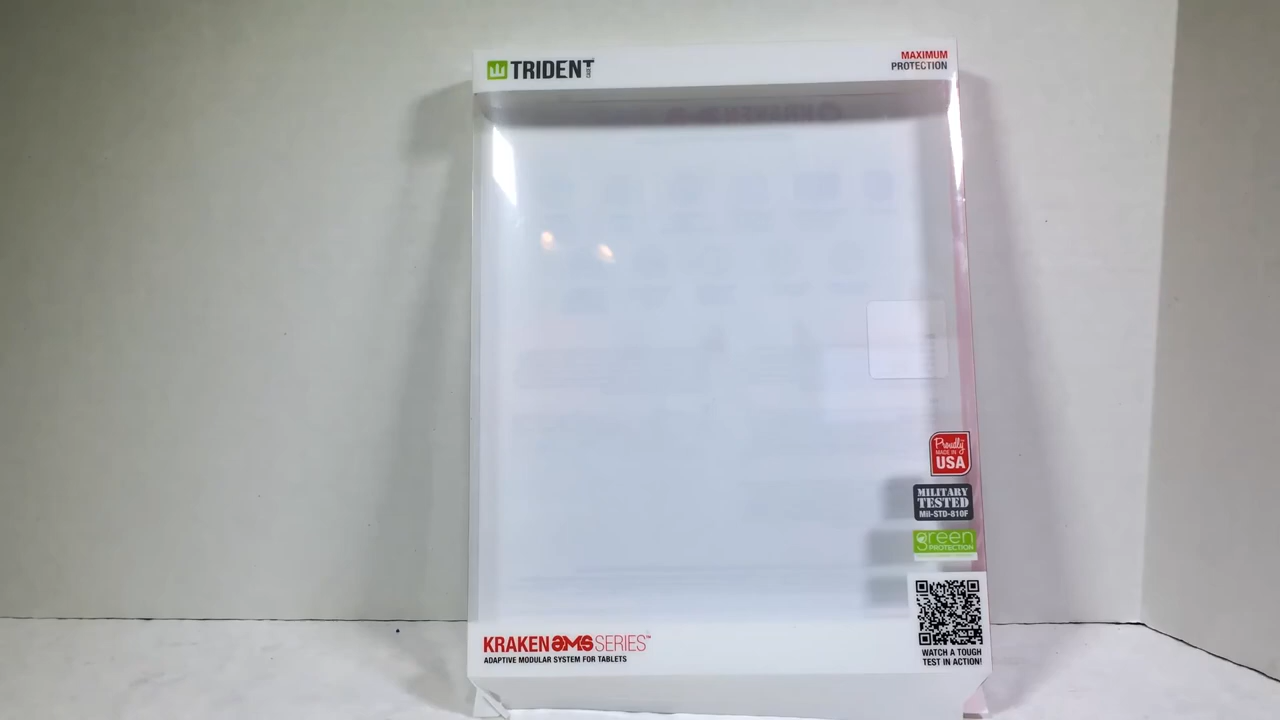 TRIDENT
CASE
MAXIMUM
PROTECTION
Proudly
MADE IN
USA
MILITARY
TESTED
Mil-STD-810F
green
PROTECTION
KRAKEN AMS SERIES™
ADAPTIVE MODULAR SYSTEM FOR TABLETS
WATCH A TOUGH
TEST IN ACTION!